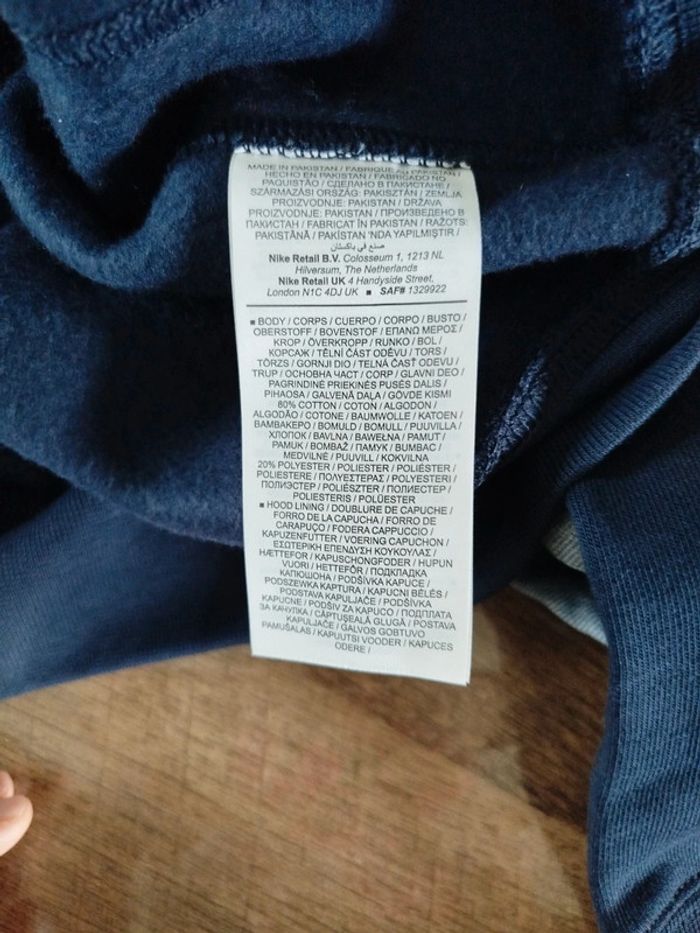 MADE IN PAKISTAN / FABRIQUÉ AU PAKISTAN /
HECHO EN PAKISTAN / FABRICADO NO
PAQUISTÃO / СДЕЛАНО В ПАКИСТАНЕ /
SZÁRMAZÁSI ORSZÁG: PAKISZTÁN / ZEMLJA
PROIZVODNJE: PAKISTAN / DRŽAVA
PROIZVODNJE: PAKISTAN / ПРОИЗВЕДЕНО В
ПАКИСТАН / FABRICAT ÎN PAKISTAN / RAŽOTS:
PAKISTĀNĀ / PAKİSTAN 'NDA YAPILMIŞTIR /
صنع في باكستان
Nike Retail B.V. Colosseum 1, 1213 NL
Hilversum, The Netherlands
Nike Retail UK 4 Handyside Street,
London N1C 4DJ UK ■ SAF# 1329922
■ BODY / CORPS / CUERPO / CORPO / BUSTO /
OBERSTOFF / BOVENSTOF / ΕΠΑΝΩ ΜΕΡΟΣ /
KROP / ÖVERKROPP / RUNKO / BOL /
КОРСАЖ / TĚLNÍ ČÁST ODĚVU / TORS /
TÖRZS / GORNJI DIO / TELNÁ ČASŤ ODEVU /
TRUP / ОСНОВНА ЧАСТ / CORP / GLAVNI DEO /
PAGRINDINĖ PRIEKINĖS PUSĖS DALIS /
PIHAOSA / GALVENĀ DAĻA / GÖVDE KISMI
80% COTTON / COTON / ALGODON /
ALGODÃO / COTONE / BAUMWOLLE / KATOEN /
ΒΑΜΒΑΚΕΡΟ / BOMULD / BOMULL / PUUVILLA /
ХЛОПОК / BAVLNA / BAWEŁNA / PAMUT /
PAMUK / BOMBAŽ / ПАМУК / BUMBAC /
MEDVILNĖ / PUUVILL / KOKVILNA
20% POLYESTER / POLIESTER / POLIÉSTER /
POLIESTERE / ΠΟΛΥΕΣΤΕΡΑΣ / POLYESTERI /
ПОЛИЭСТЕР / POLIÉSZTER / ПОЛИЕСТЕР /
POLIESTERIS / POLÜESTER
■ HOOD LINING / DOUBLURE DE CAPUCHE /
FORRO DE LA CAPUCHA / FORRO DE
CARAPUÇO / FODERA CAPPUCCIO /
KAPUZENFUTTER / VOERING CAPUCHON /
ΕΣΩΤΕΡΙΚΗ ΕΠΕΝΔΥΣΗ ΚΟΥΚΟΥΛΑΣ /
HÆTTEFOR / KAPUSCHONGFODER / HUPUN
VUORI / HETTEFÔR / ПОДКЛАДКА
КАПЮШОНА / PODŠÍVKA KAPUCE /
PODSZEWKA KAPTURA / KAPUCNI BÉLÉS /
PODSTAVA KAPULJAČE / PODŠÍVKA
KAPUCNE / PODŠIV ZA KAPUCO / ПОДПЛАТА
ЗА КАЧУЛКА / CĂPTUŞEALĂ GLUGĂ / POSTAVA
KAPULJAČE / GALVOS GOBTUVO
PAMUŠALAS / KAPUUTSI VOODER / KAPUCES
ODERE /